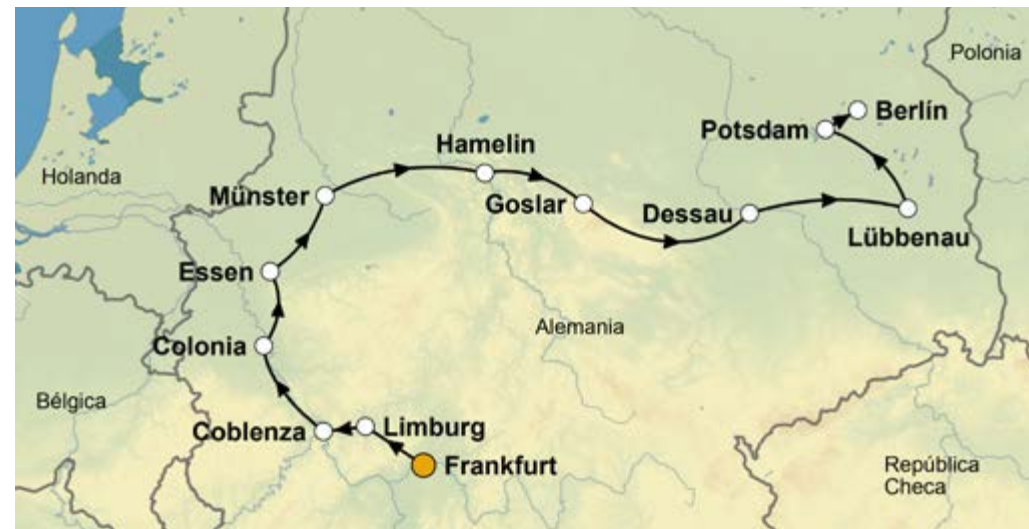 Polonia
Berlín
Potsdam
Hamelin
Holanda
Münster
Goslar
Dessau
Lübbenau
Essen
Alemania
Colonia
Bélgica
Coblenza
Limburg
Frankfurt
República
Checa